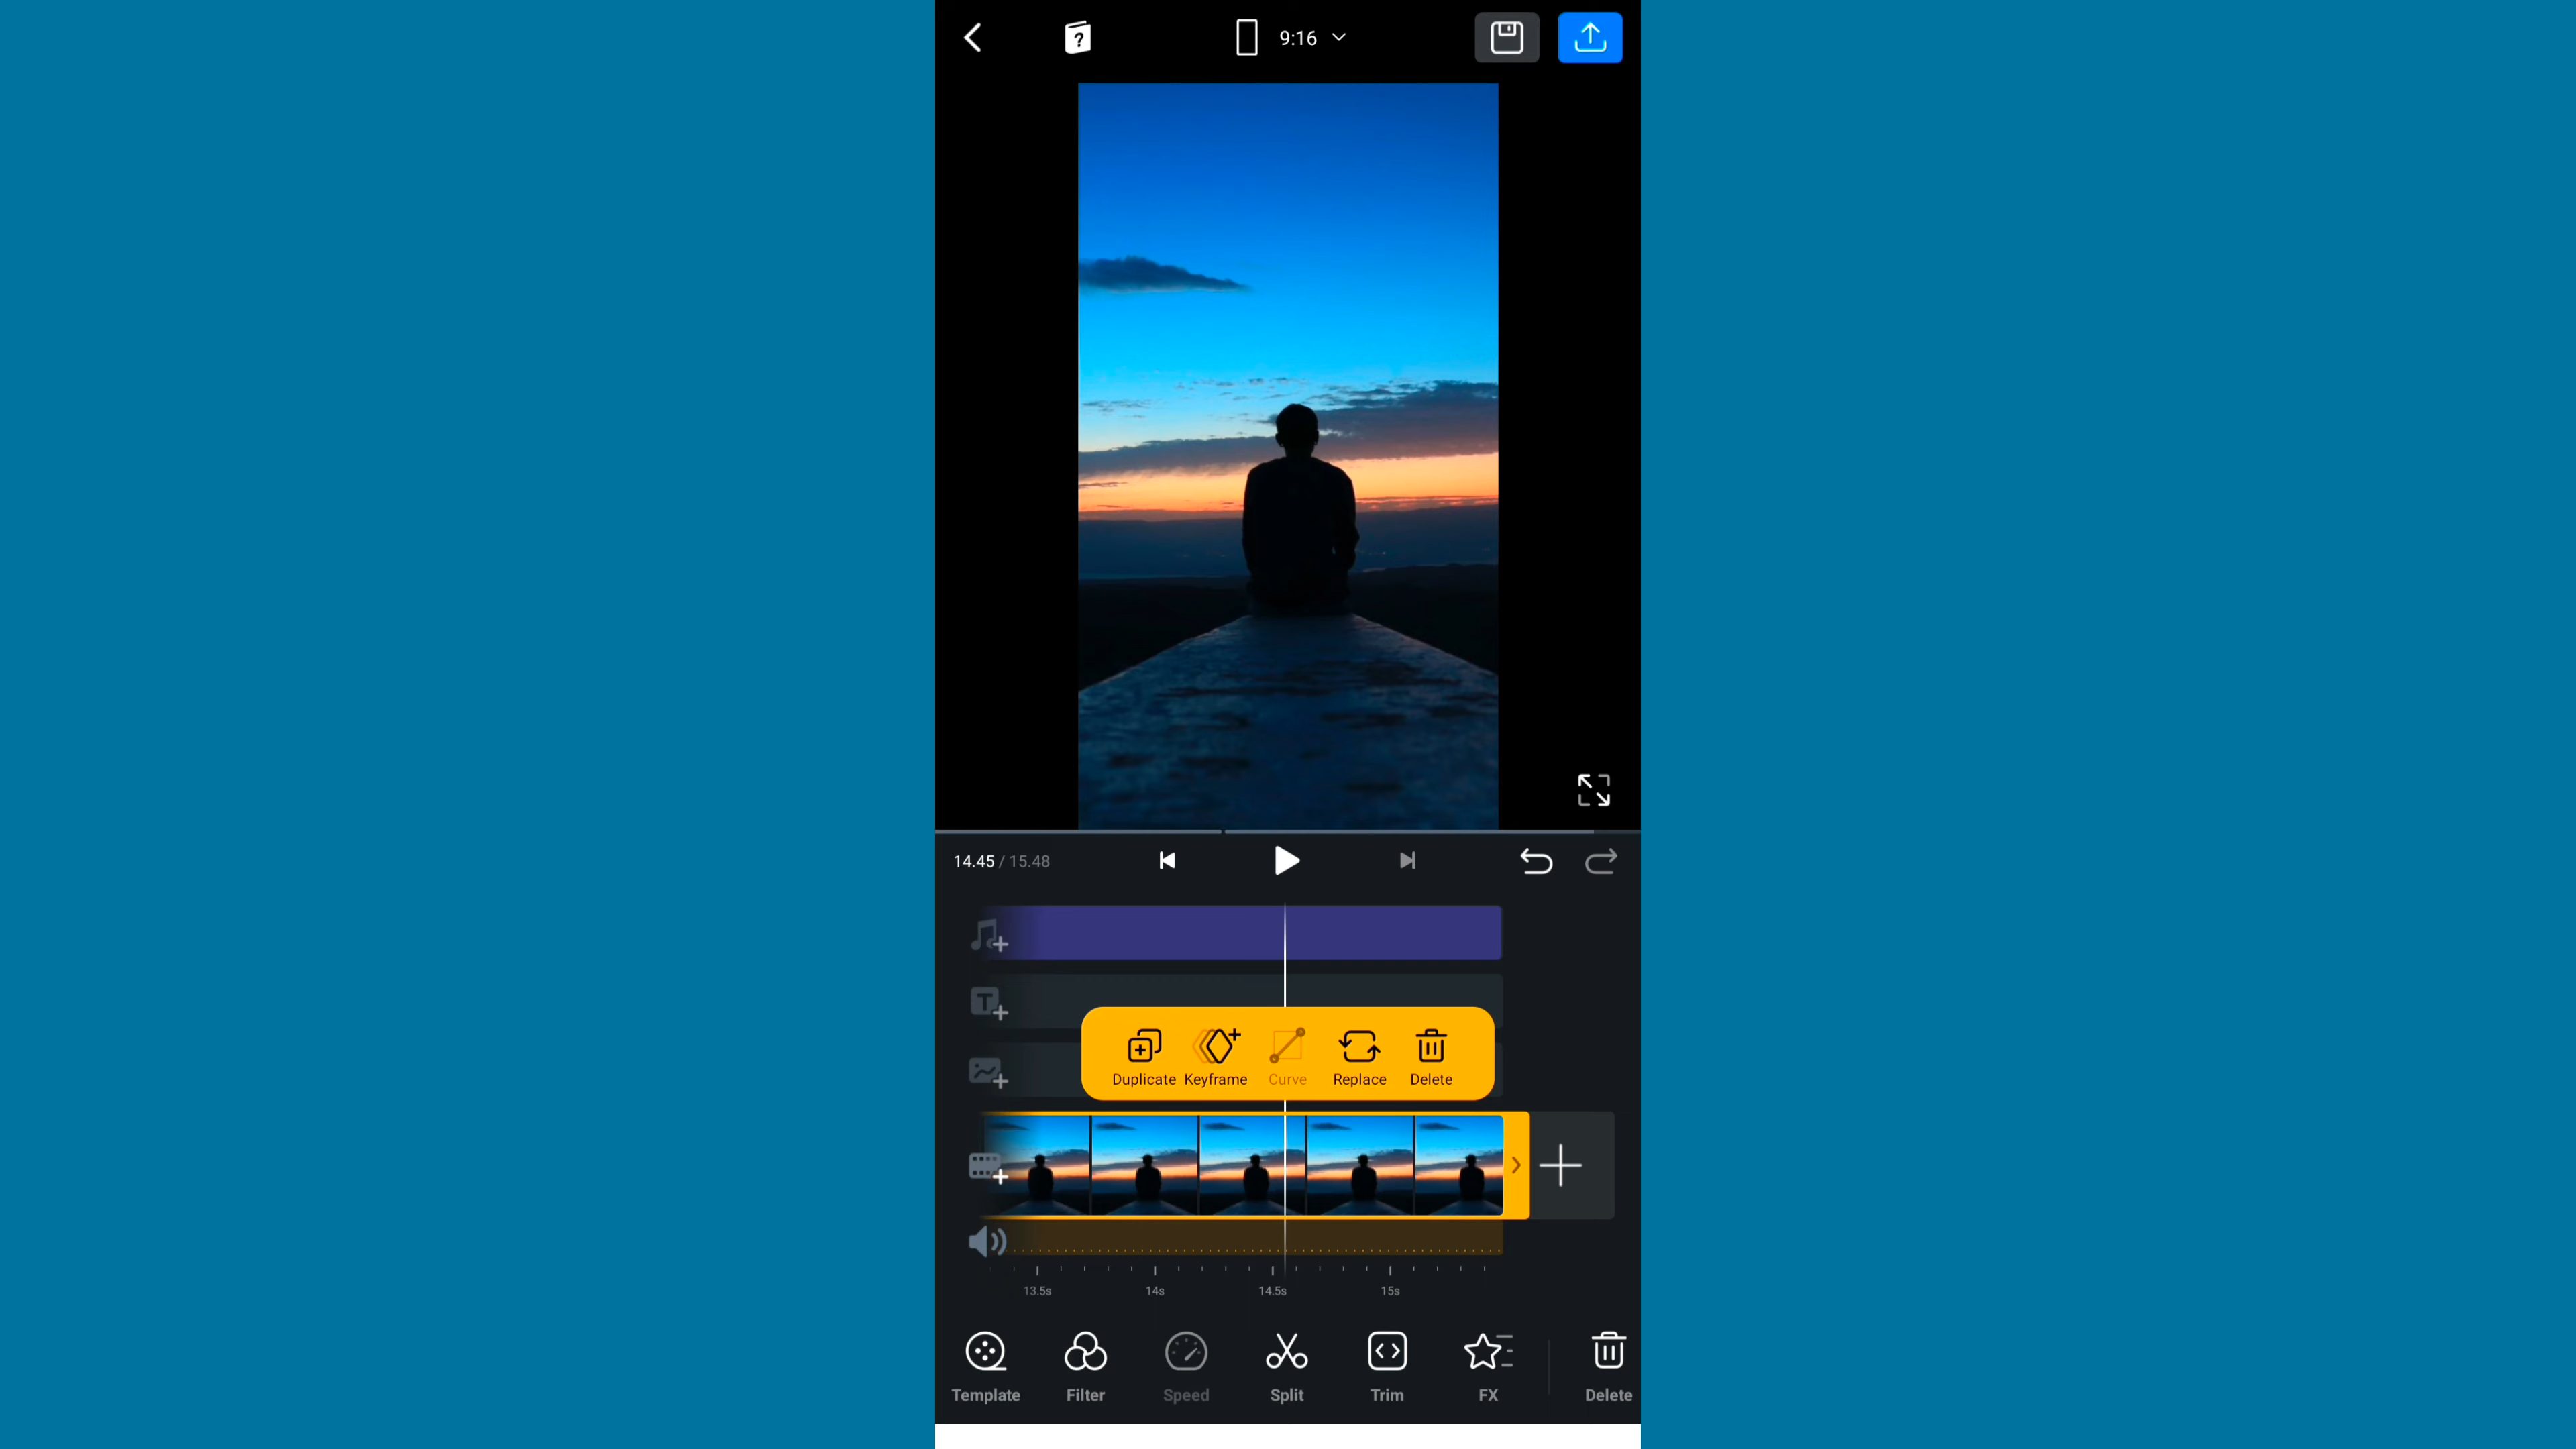 9:16
14.45 / 15.48
Duplicate Keyframe Curve Replace Delete
13.5s 14s 14.5s 15s
Template Filter Speed Split Trim FX Delete